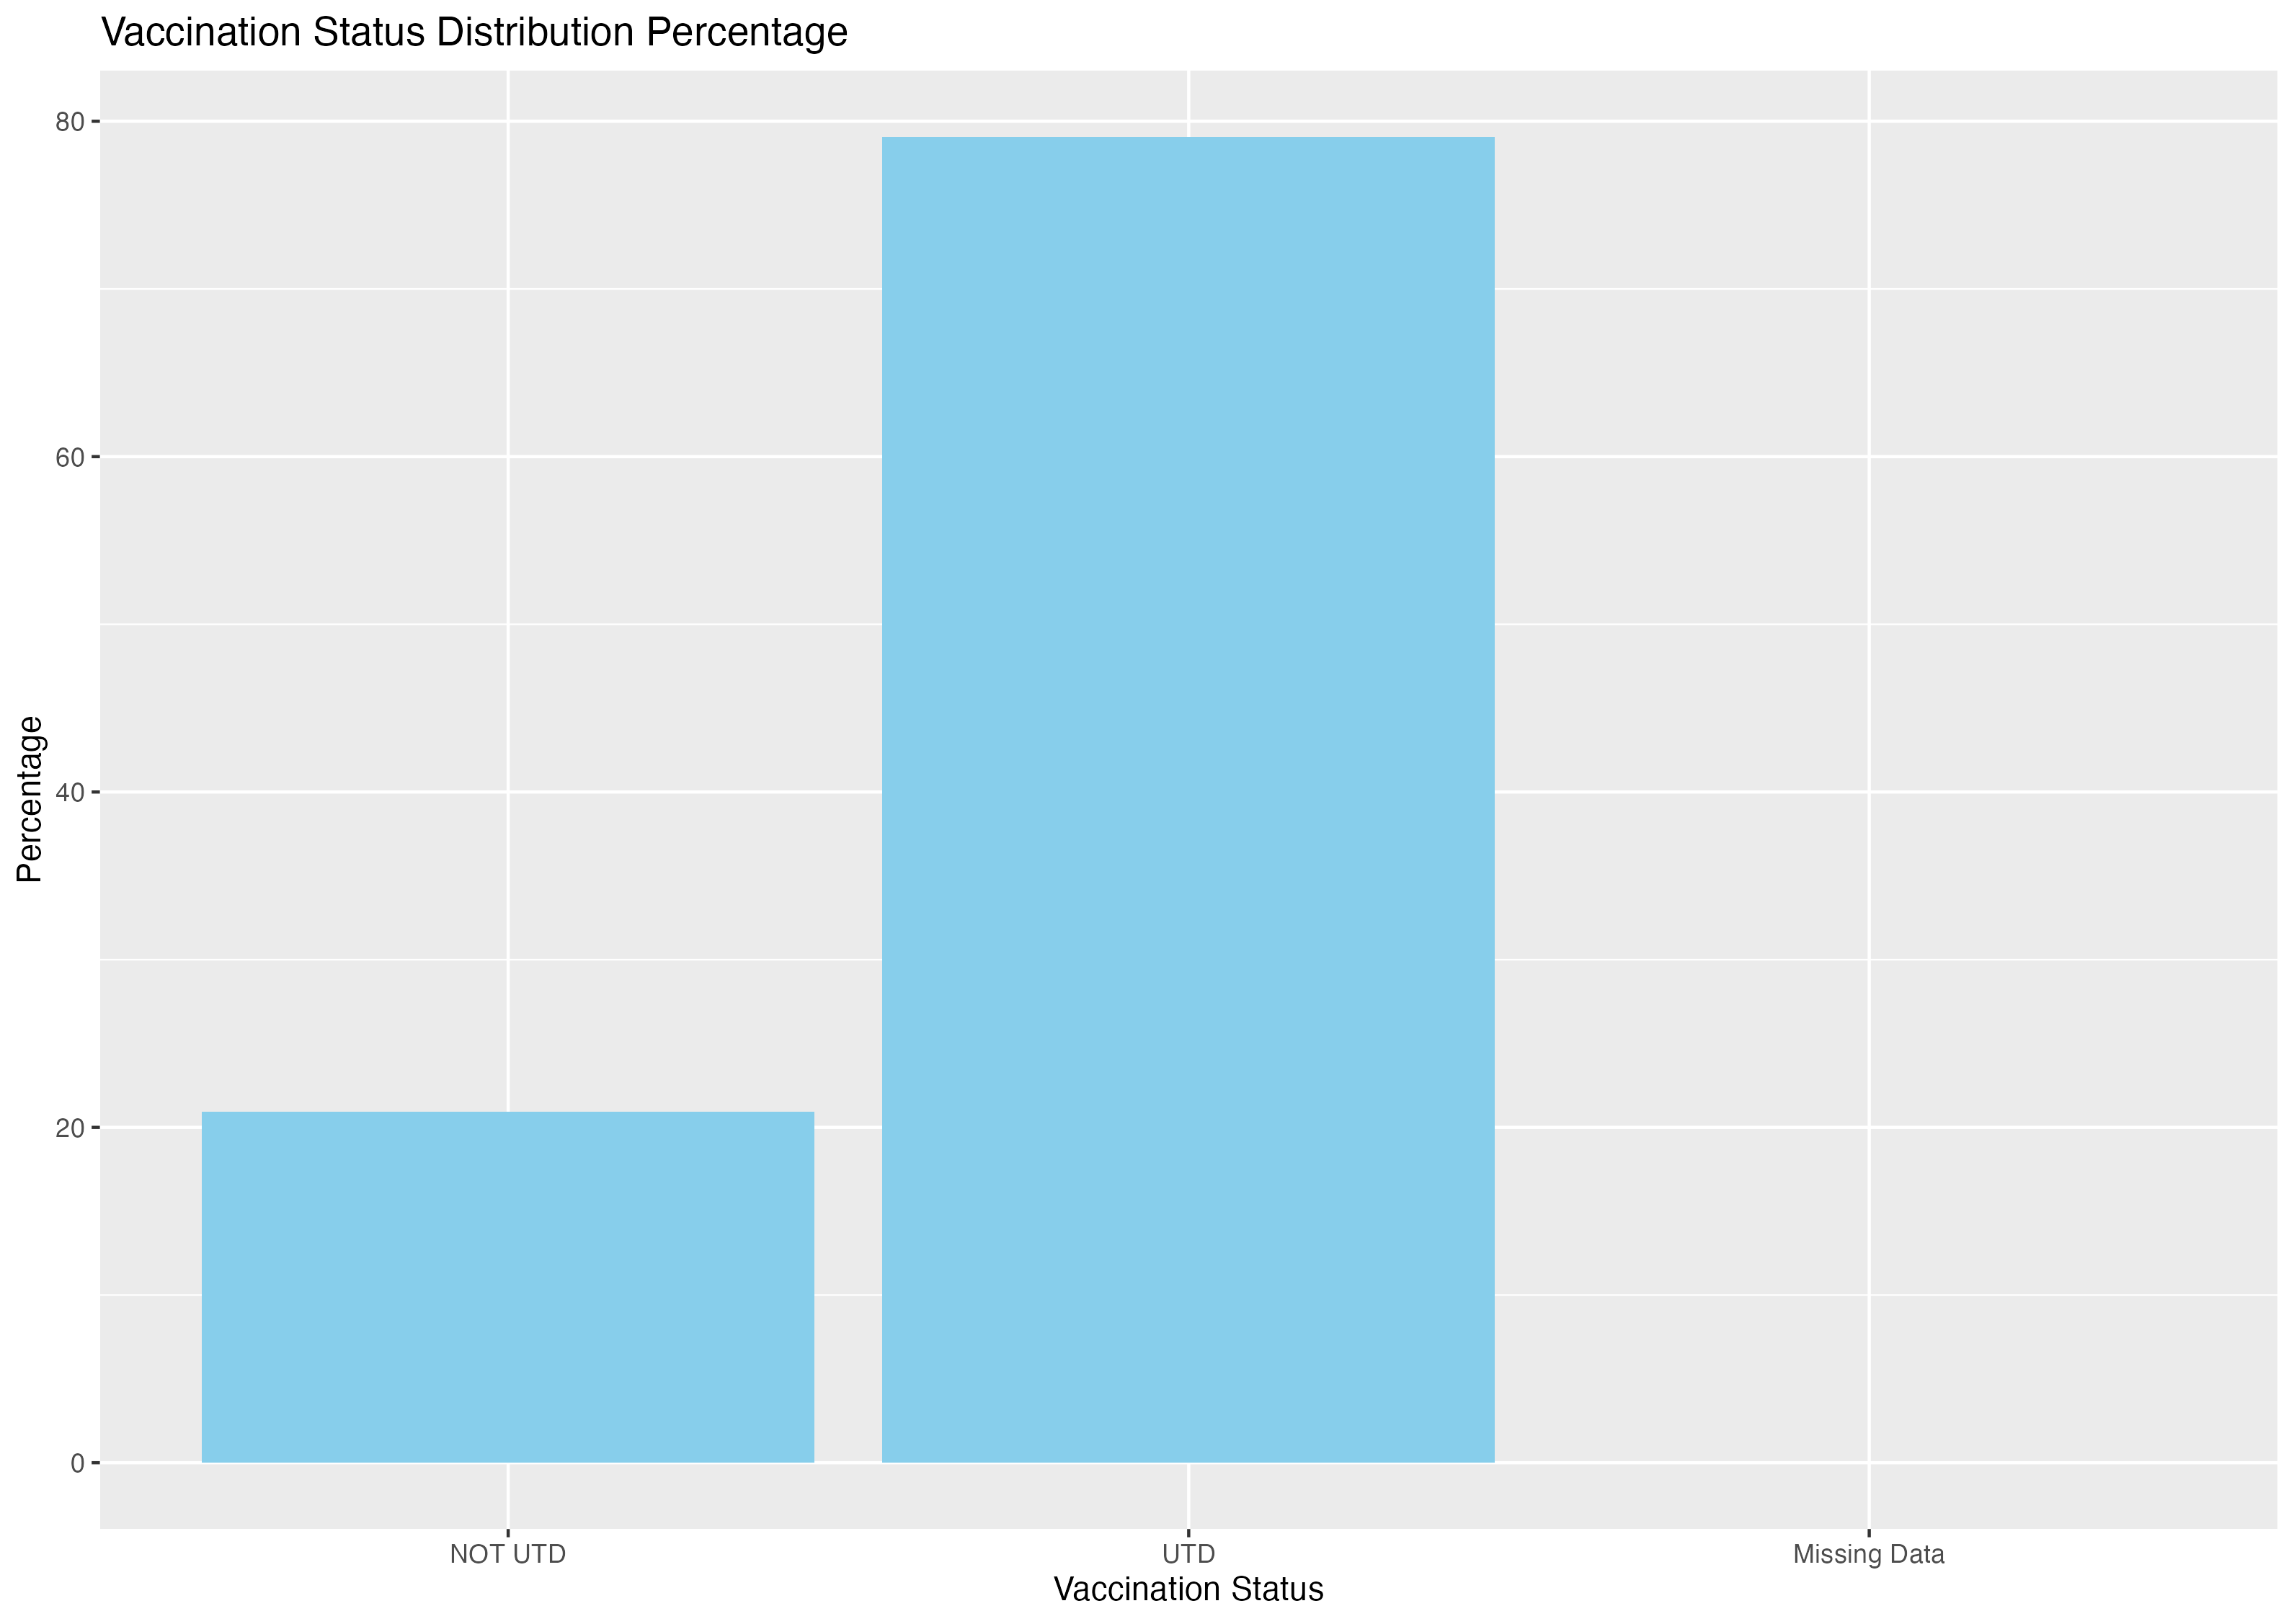 Vaccination Status Distribution Percentage
Percentage
80
60
40
20
0
NOT UTD
UTD
Missing Data
Vaccination Status